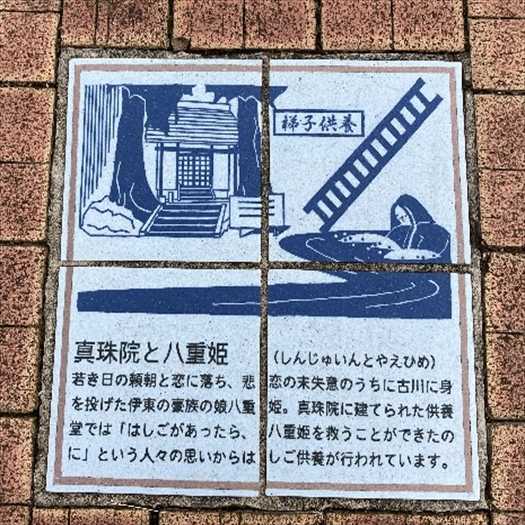 梯子供養
真珠院と八重姫 (しんじゅいんとやえひめ)
若き日の頼朝と恋に落ち、悲恋の末失意のうちに古川に身
を投げた伊東の豪族の娘八重姫。真珠院に建てられた供養
堂では「はしごがあったら、八重姫を救うことができたの
に」という人々の思いからはしご供養が行われています。